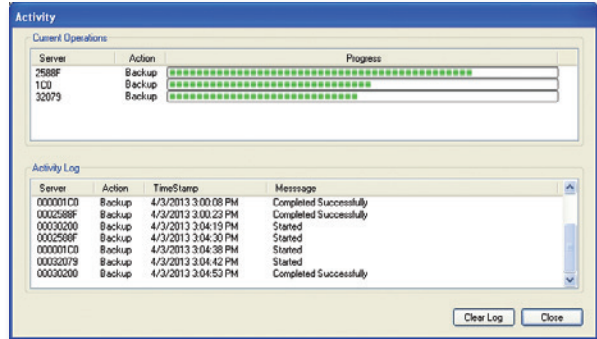 Activity
Current Operations
Server Action Progress
2588F Backup
1C0 Backup
32079 Backup
Activity Log
Server Action TimeStamp Messsage
000001C0 Backup 4/3/2013 3:00:08 PM Completed Successfully
0002588F Backup 4/3/2013 3:00:23 PM Completed Successfully
00030200 Backup 4/3/2013 3:04:19 PM Started
0002588F Backup 4/3/2013 3:04:30 PM Started
000001C0 Backup 4/3/2013 3:04:38 PM Started
00032079 Backup 4/3/2013 3:04:42 PM Started
00030200 Backup 4/3/2013 3:04:53 PM Completed Successfully
Clear Log Close